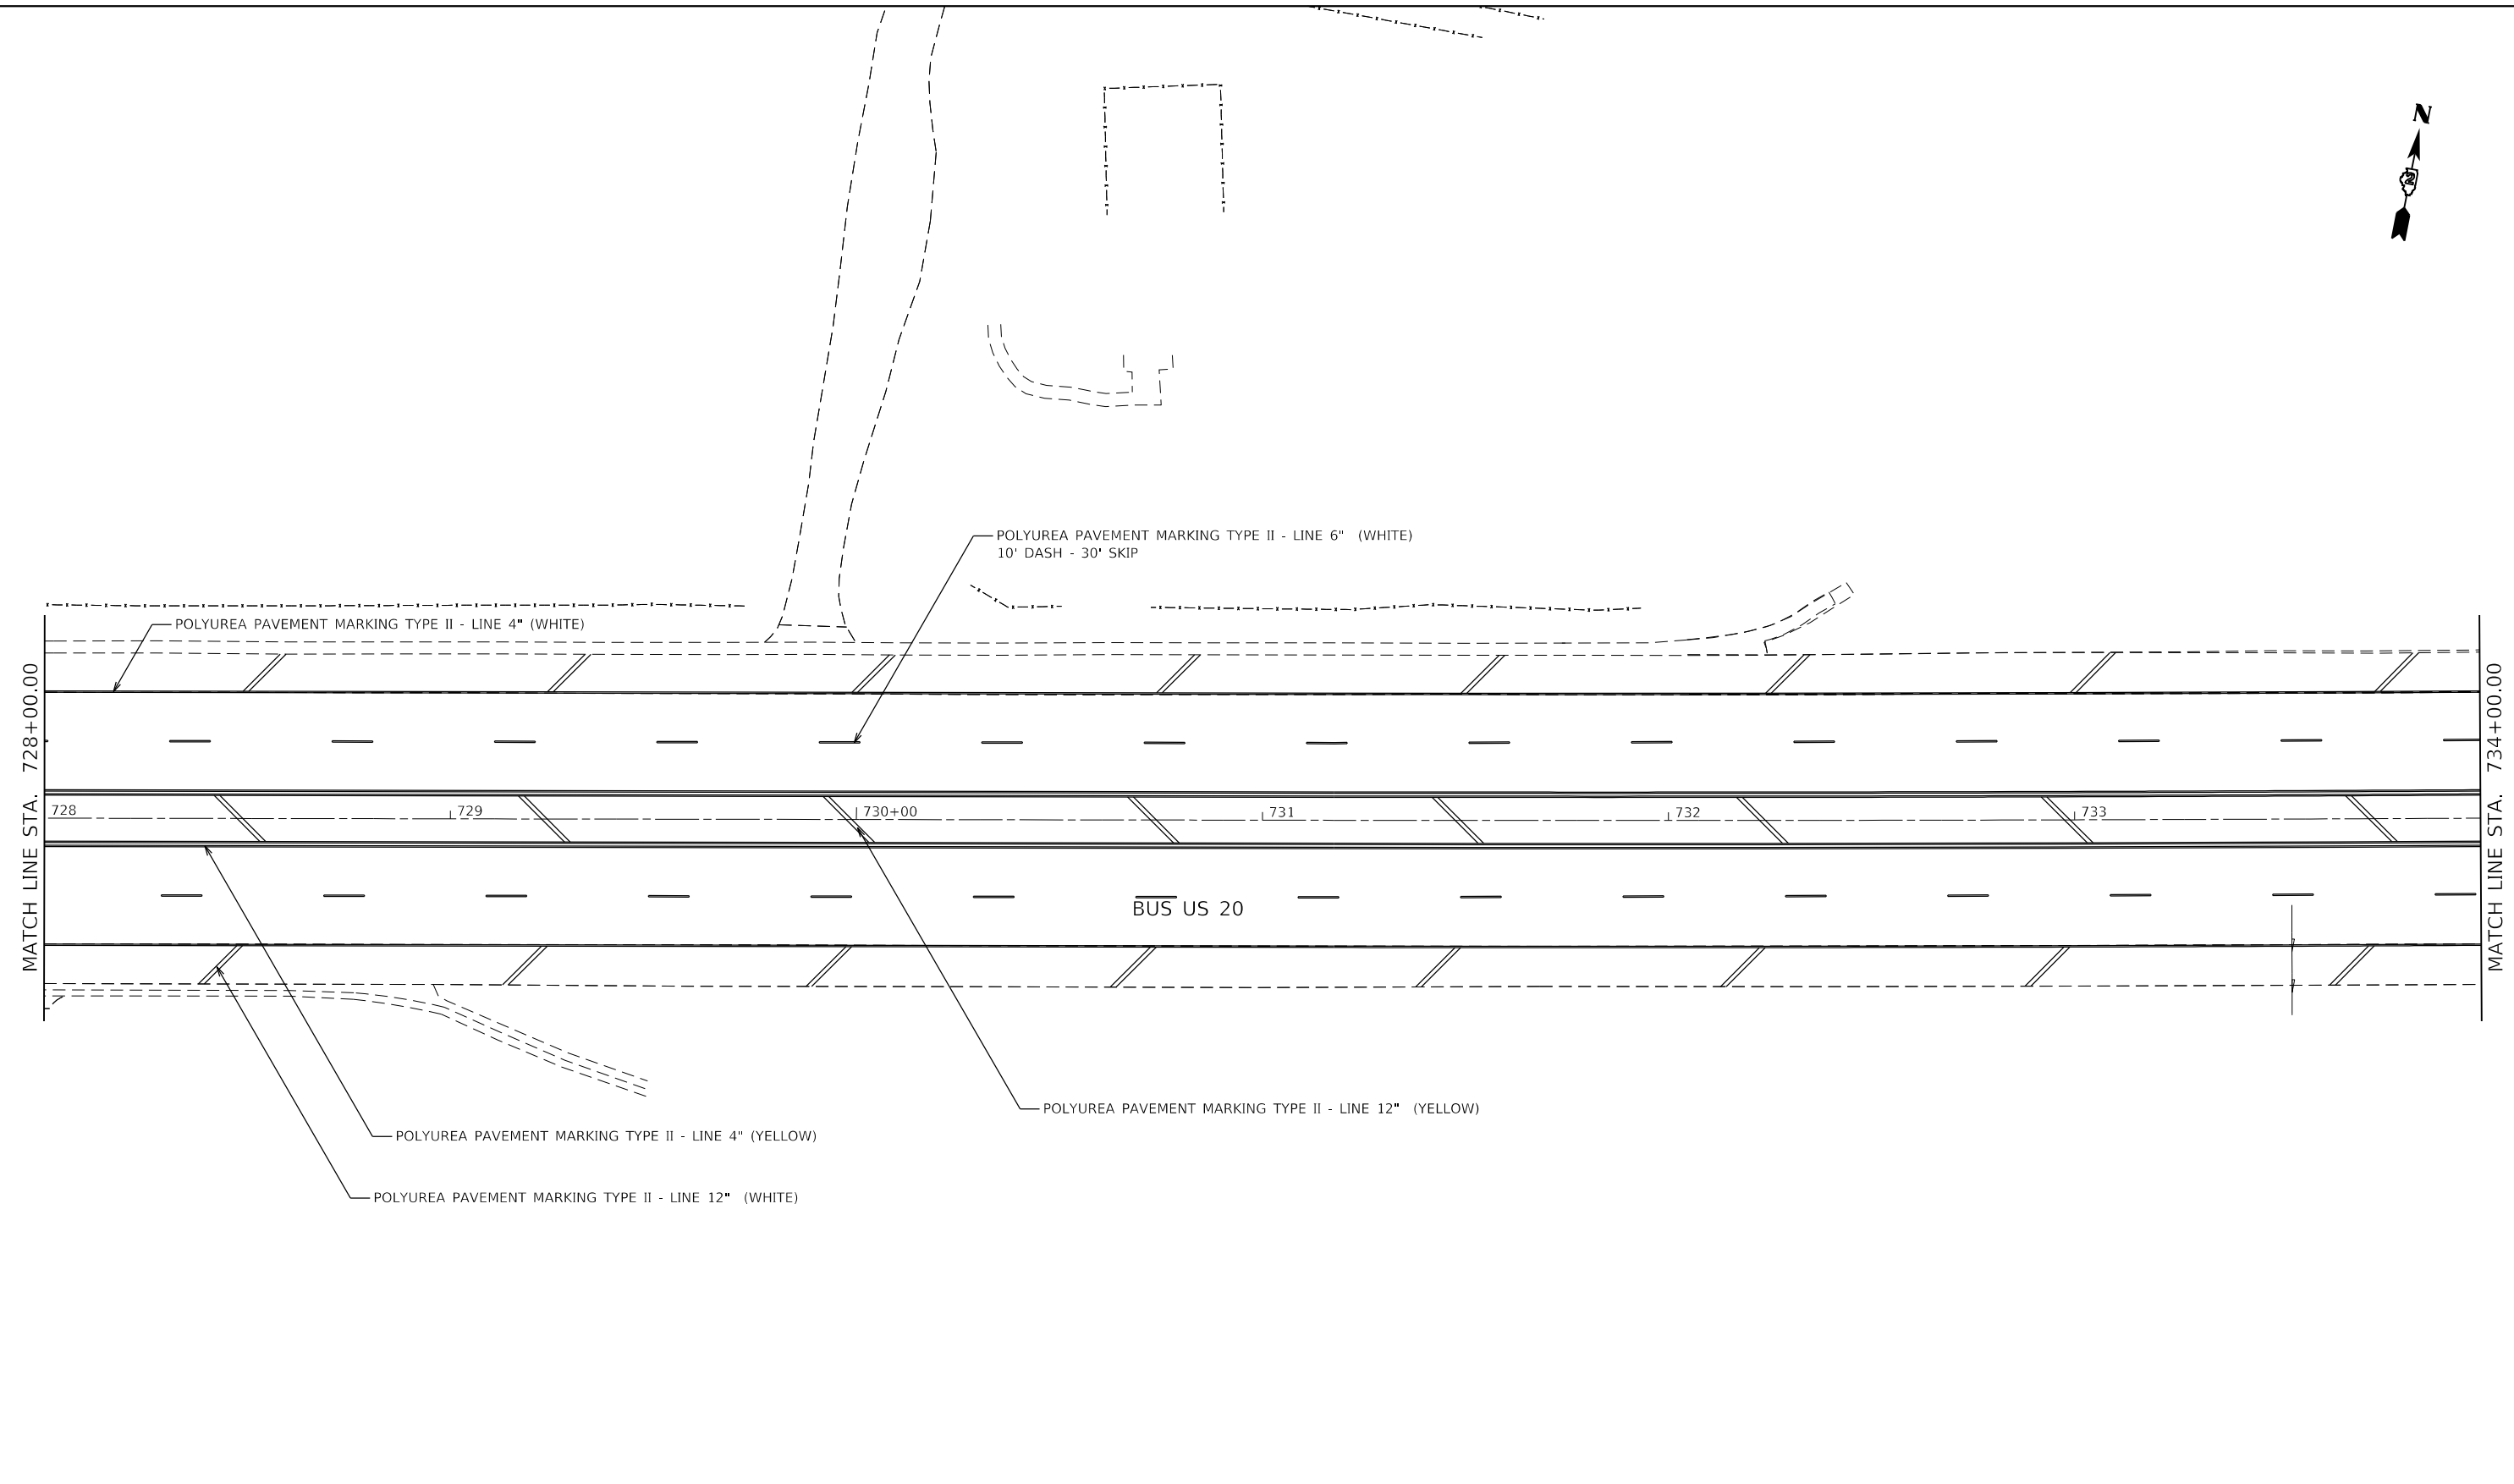 N
POLYUREA PAVEMENT MARKING TYPE II - LINE 6" (WHITE)
10' DASH - 30' SKIP
POLYUREA PAVEMENT MARKING TYPE II - LINE 4" (WHITE)
MATCH LINE STA. 728+00.00
MATCH LINE STA. 734+00.00
728
729
730+00
731
732
733
BUS US 20
POLYUREA PAVEMENT MARKING TYPE II - LINE 12" (YELLOW)
POLYUREA PAVEMENT MARKING TYPE II - LINE 4" (YELLOW)
POLYUREA PAVEMENT MARKING TYPE II - LINE 12" (WHITE)